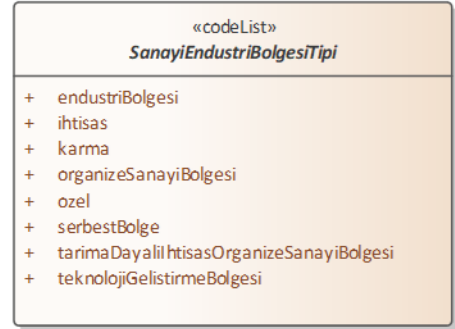 «codeList»
SanayiEndustriBolgesiTipi
+ endustriBolgesi
+ ihtisas
+ karma
+ organizeSanayiBolgesi
+ ozel
+ serbestBolge
+ tarimaDayaliIhtisasOrganizeSanayiBolgesi
+ teknolojiGelistirmeBolgesi